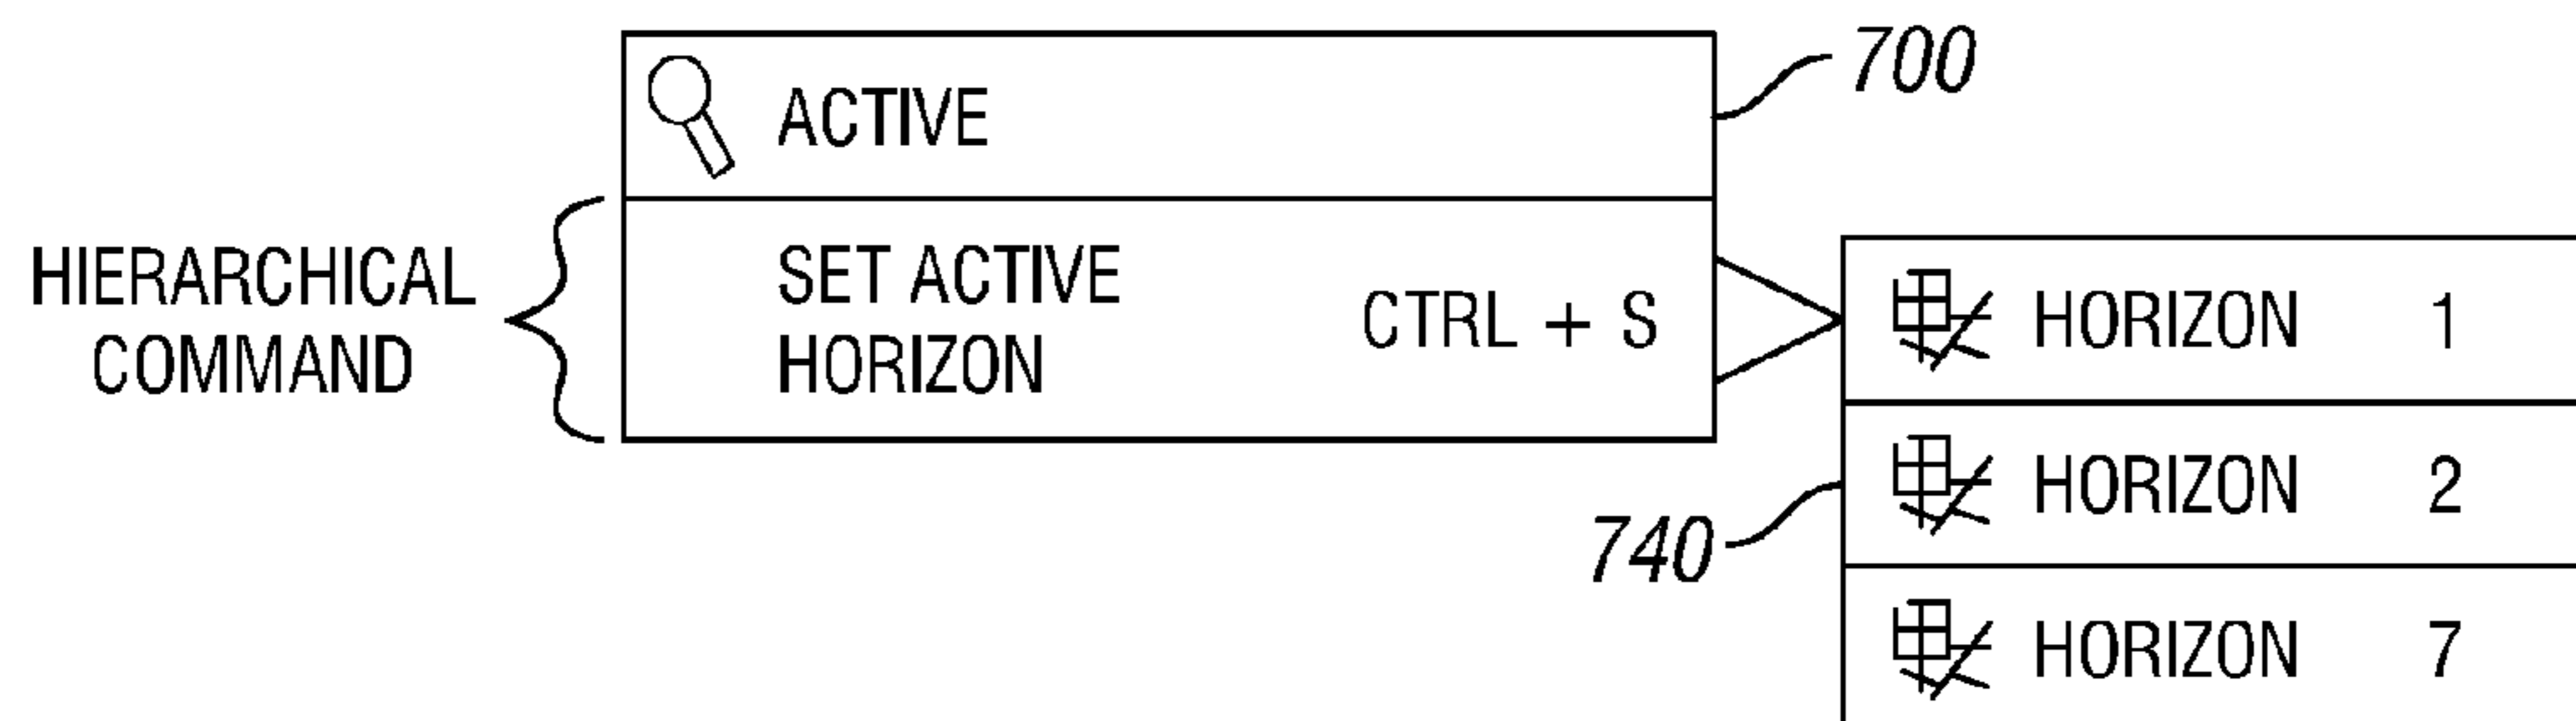 ACTIVE
700
HIERARCHICAL
COMMAND
SET ACTIVE
HORIZON
CTRL + S
HORIZON 1
740
HORIZON 2
HORIZON 7